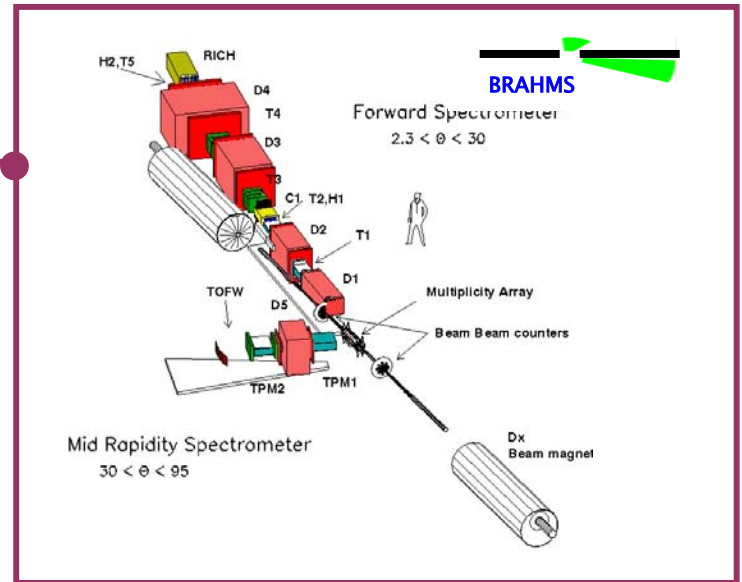 H2,T5
RICH
BRAHMS
D4
T4
Forward Spectrometer
2.3 < θ < 30
D3
T3
C1 T2,H1
D2
T1
D1
TOFW
D5
Multiplicity Array
Beam Beam counters
TPM2
TPM1
Mid Rapidity Spectrometer
30 < θ < 95
Dx
Beam magnet